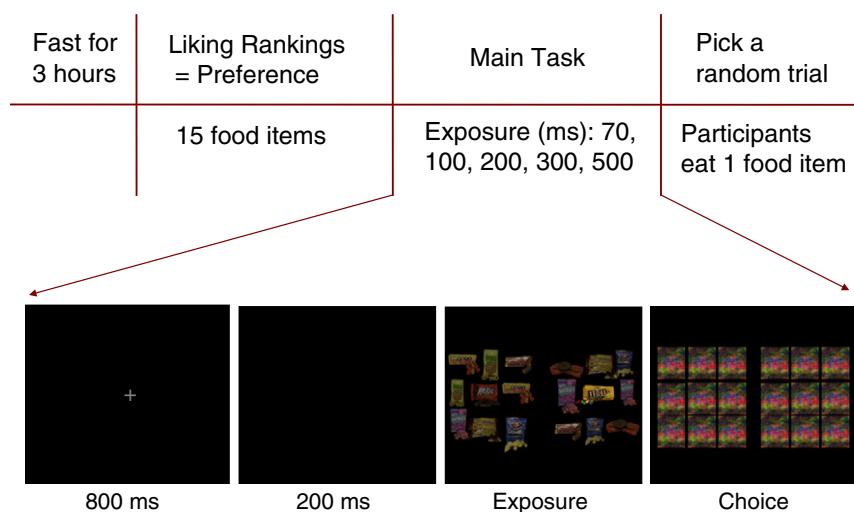 Fast for
3 hours
Liking Rankings
= Preference
Main Task
Pick a
random trial
15 food items
Exposure (ms): 70,
100, 200, 300, 500
Participants
eat 1 food item
800 ms
200 ms
Exposure
Choice